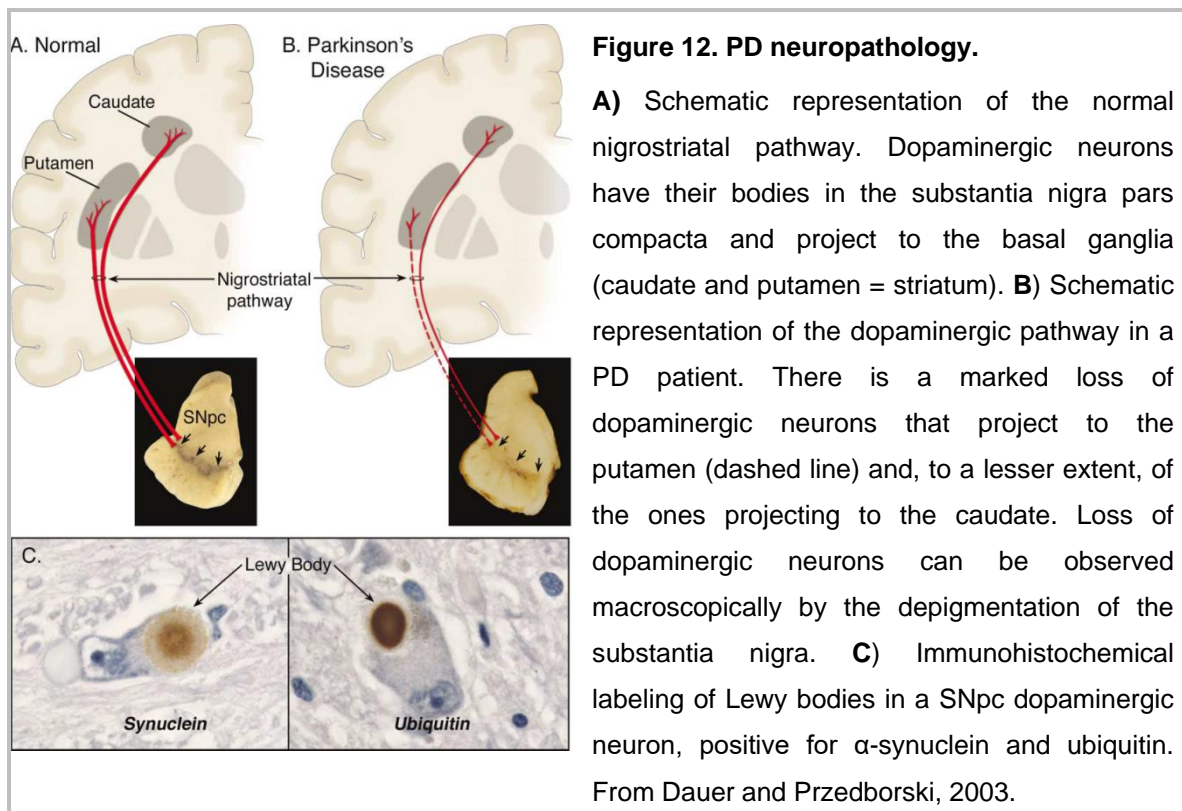 A. Normal
B. Parkinson's
Disease
Caudate
Putamen
Nigrostriatal
pathway
SNpc
C.
Lewy Body
Synuclein
Ubiquitin
Figure 12. PD neuropathology.
A) Schematic representation of the normal
nigrostriatal pathway. Dopaminergic neurons
have their bodies in the substantia nigra pars
compacta and project to the basal ganglia
(caudate and putamen = striatum). B) Schematic
representation of the dopaminergic pathway in a
PD patient. There is a marked loss of
dopaminergic neurons that project to the
putamen (dashed line) and, to a lesser extent, of
the ones projecting to the caudate. Loss of
dopaminergic neurons can be observed
macroscopically by the depigmentation of the
substantia nigra. C) Immunohistochemical
labeling of Lewy bodies in a SNpc dopaminergic
neuron, positive for α-synuclein and ubiquitin.
From Dauer and Przedborski, 2003.